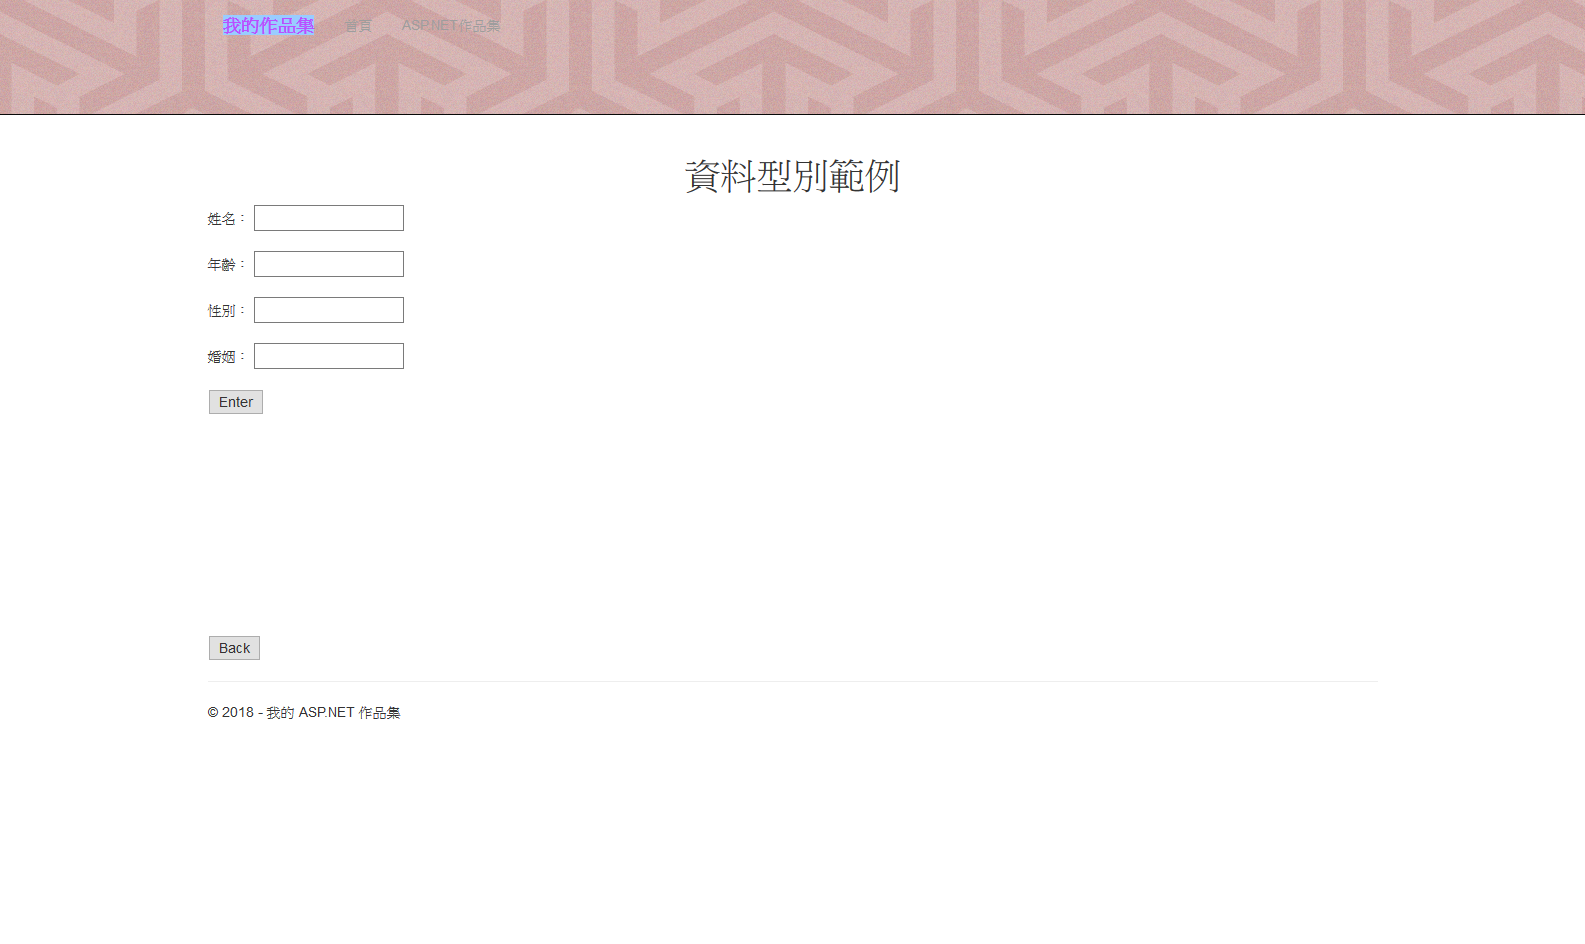 我的作品集 首頁 ASP.NET作品集
資料型別範例
姓名：
年齡：
性別：
婚姻：
Enter
Back
© 2018 - 我的 ASP.NET 作品集